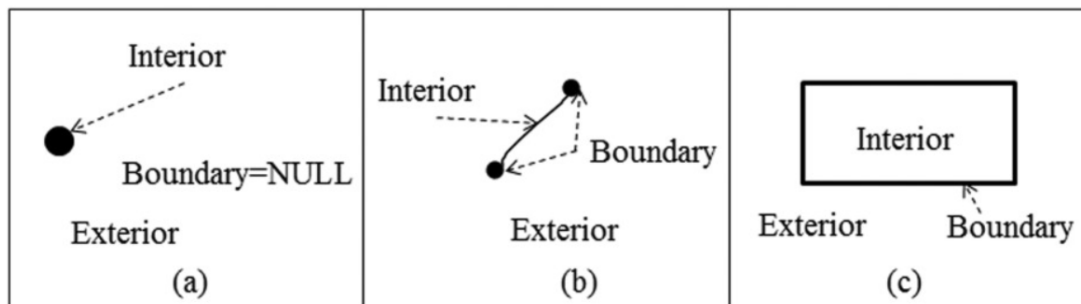 Interior
Boundary=NULL
Exterior
(a)
Interior
Boundary
Exterior
(b)
Interior
Exterior
Boundary
(c)